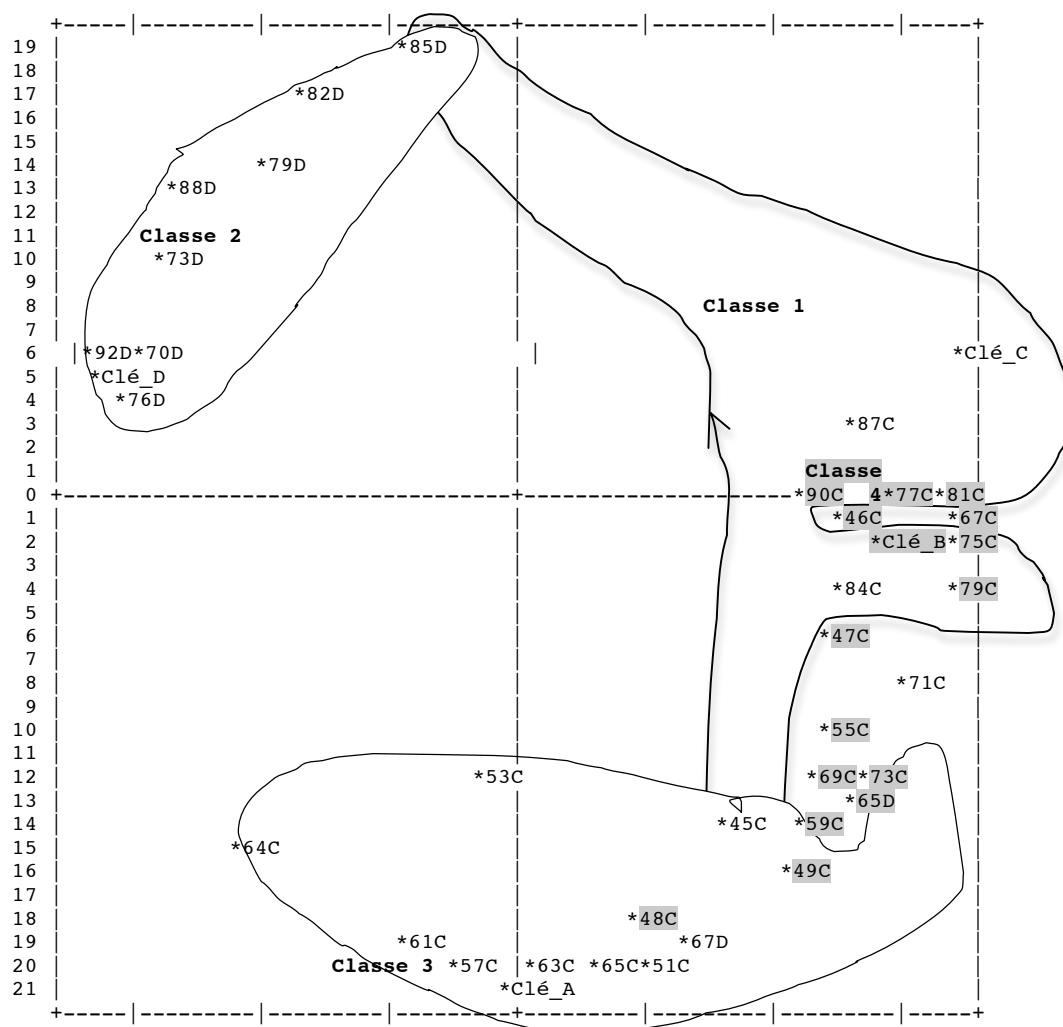 +-----|---------|---------+---------|---------|---------|---+
19 *85D
18
17 *82D
16
15
14 *79D
13 *88D
12
11 Classe 2
10 *73D
9
8 Classe 1
7
6 |*92D*70D | *Clé_C
5 *Clé_D
4 *76D
3 *87C
2
1 Classe
0 +-----------------------------------+---------------------*90C 4*77C*81C
1 *46C *67C
2 *Clé_B*75C
4 *84C *79C
5
6 *47C
7
8 *71C
9
10 *55C
11
12 *53C *69C*73C
13 *65D
14 *45C *59C
15 *64C
16 *49C
17
18 *48C
19 *61C *67D
20 Classe 3 *57C *63C *65C*51C
21 *Clé_A
+-----|---------|---------+---------|---------|---------|---+